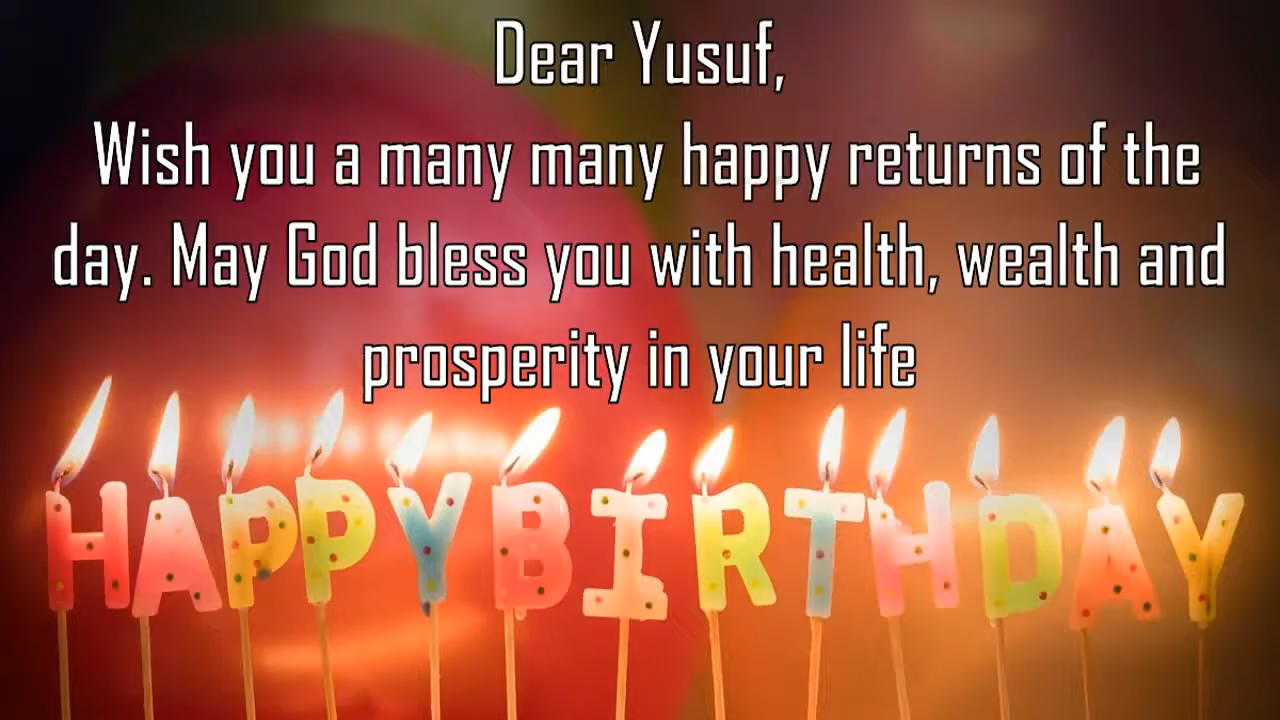 Dear Yusuf,
Wish you a many many happy returns of the
day. May God bless you with health, wealth and
prosperity in your life
HAPPY BIRTHDAY